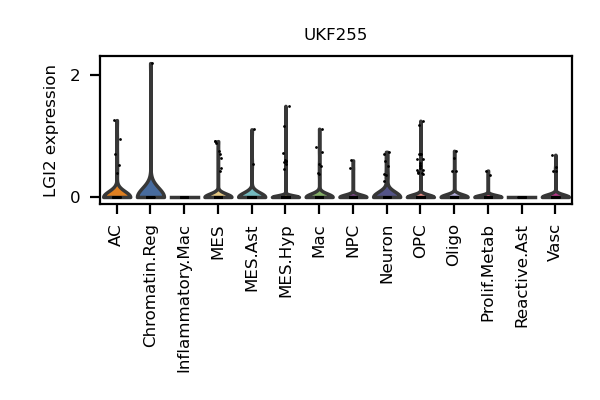 UKF255
LGI2 expression
2
0
AC
Chromatin.Reg
Inflammatory.Mac
MES
MES.Ast
MES.Hyp
Mac
NPC
Neuron
OPC
Oligo
Prolif.Metab
Reactive.Ast
Vasc